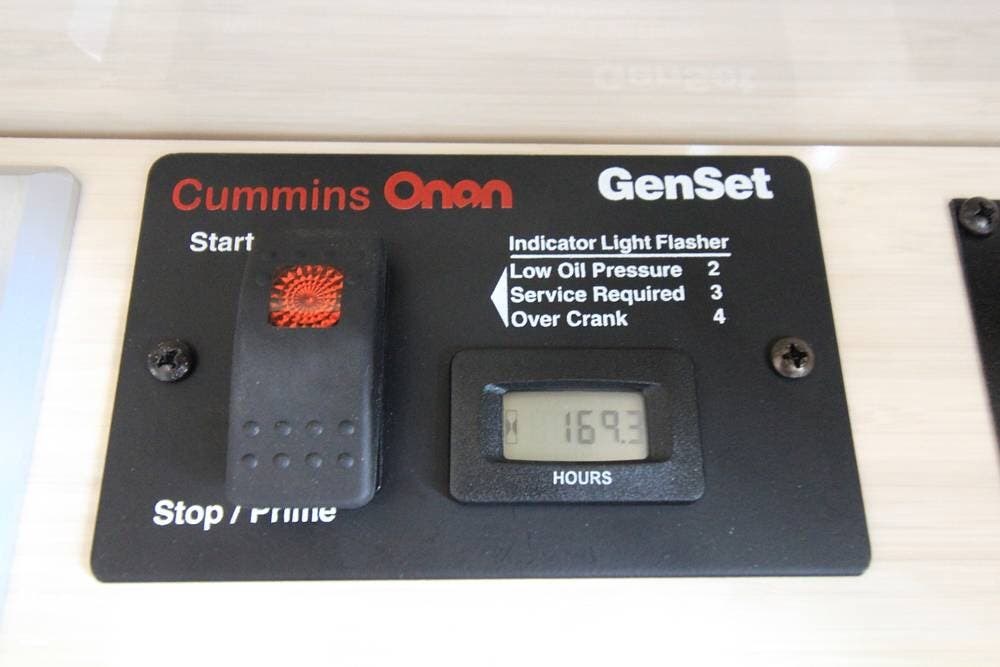 Cummins Onan
GenSet
Start
Indicator Light Flasher
Low Oil Pressure 2
Service Required 3
Over Crank 4
169.3
HOURS
Stop / Prime